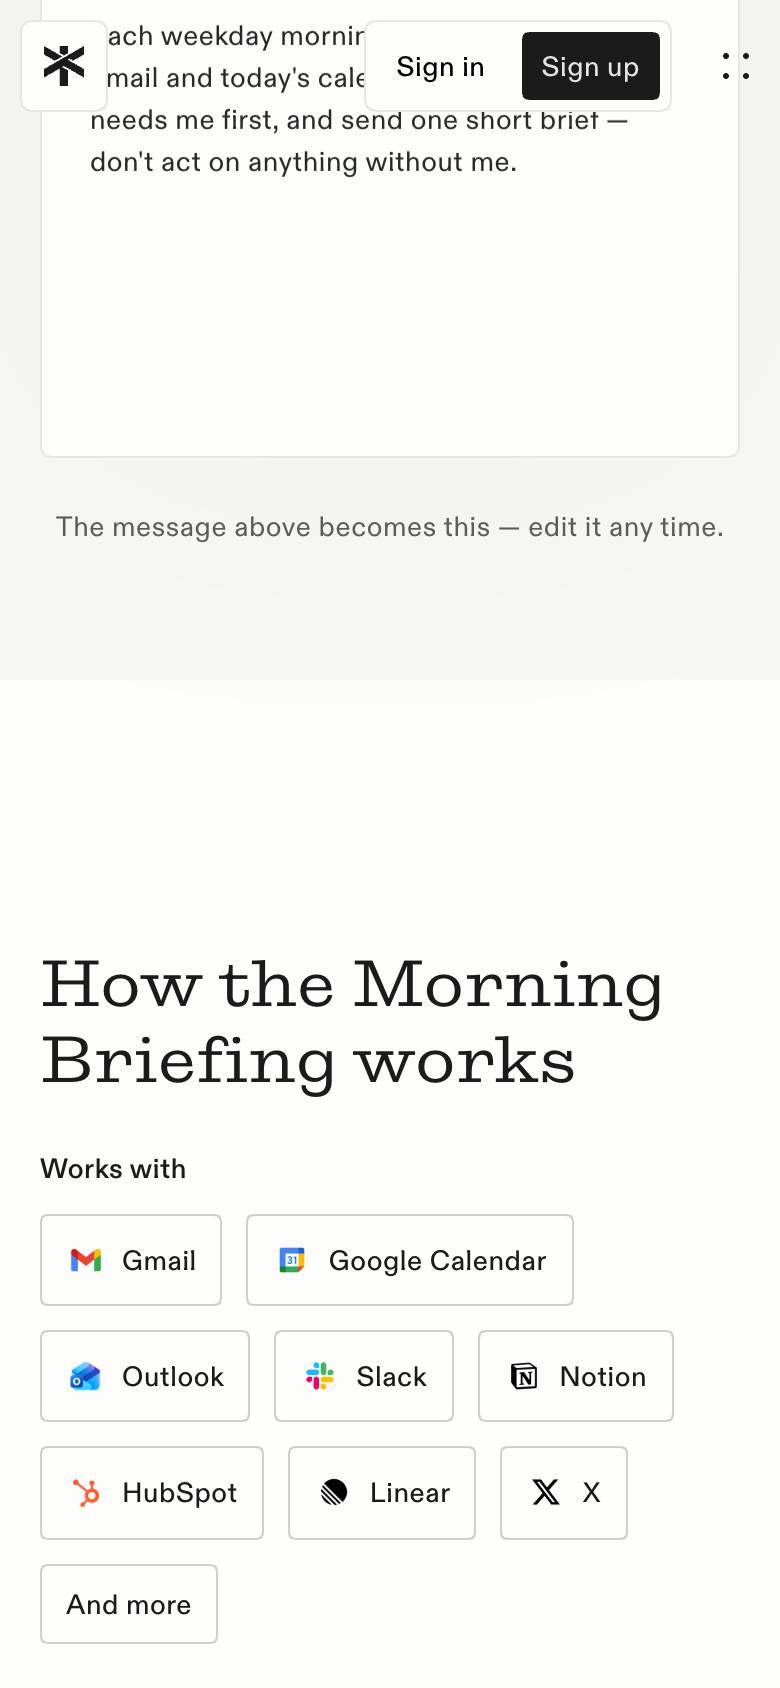 ach weekday mornin
mail and today's cale
Sign in
Sign up
needs me first, and send one short brief —
don't act on anything without me.
The message above becomes this — edit it any time.
How the Morning
Briefing works
Works with
Gmail
Google Calendar
31
Outlook
Slack
Notion
HubSpot
Linear
X
And more